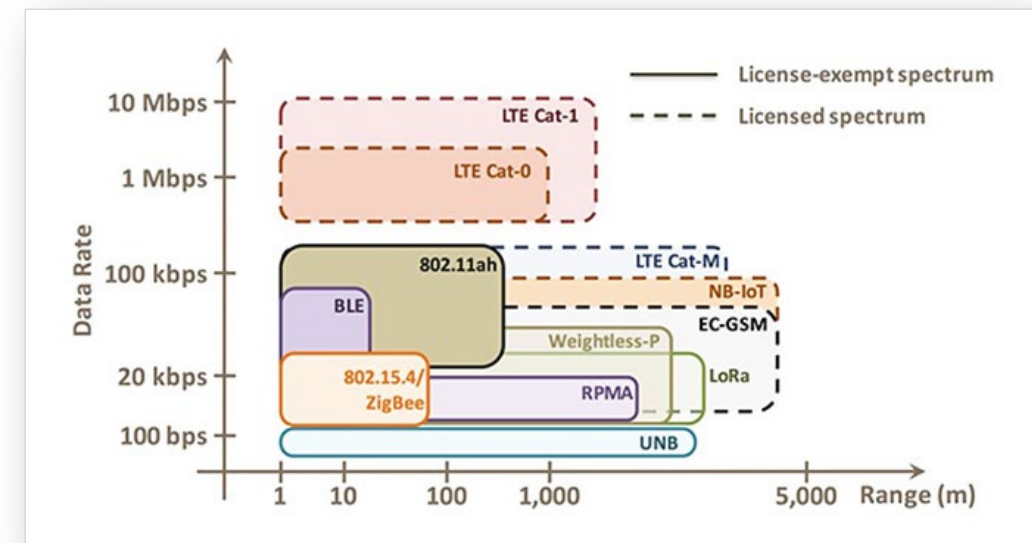 License-exempt spectrum
Licensed spectrum
10 Mbps
LTE Cat-1
LTE Cat-0
1 Mbps
Data Rate
802.11ah
LTE Cat-M
100 kbps
NB-IoT
BLE
EC-GSM
Weightless-P
20 kbps
802.15.4/
ZigBee
RPMA
LoRa
100 bps
UNB
1
10
100
1,000
5,000
Range (m)